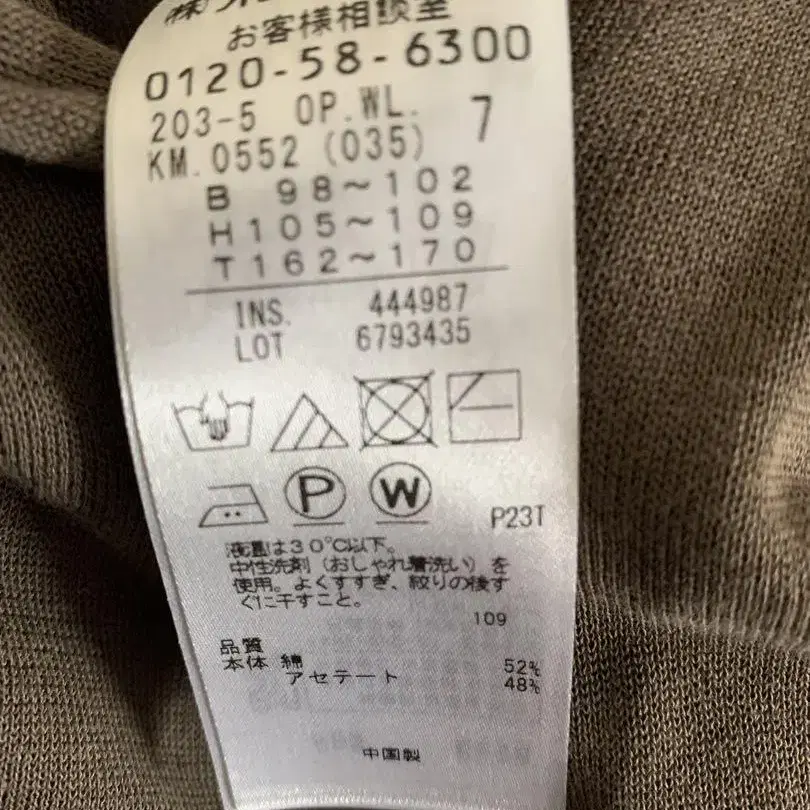 お客様相談室
0120-58-6300
203-5 OP.WL. 7
KM.0552 (035)
B 98~102
H105~109
T162~170
INS. 444987
LOT 6793435
P W
P23T
液温は30℃以下。
中性洗剤(おしゃれ着洗い)を
使用。よくすすぎ、絞りの後す
ぐに干すこと。
109
品質
本体 綿 52%
アセテート 48%
中国製